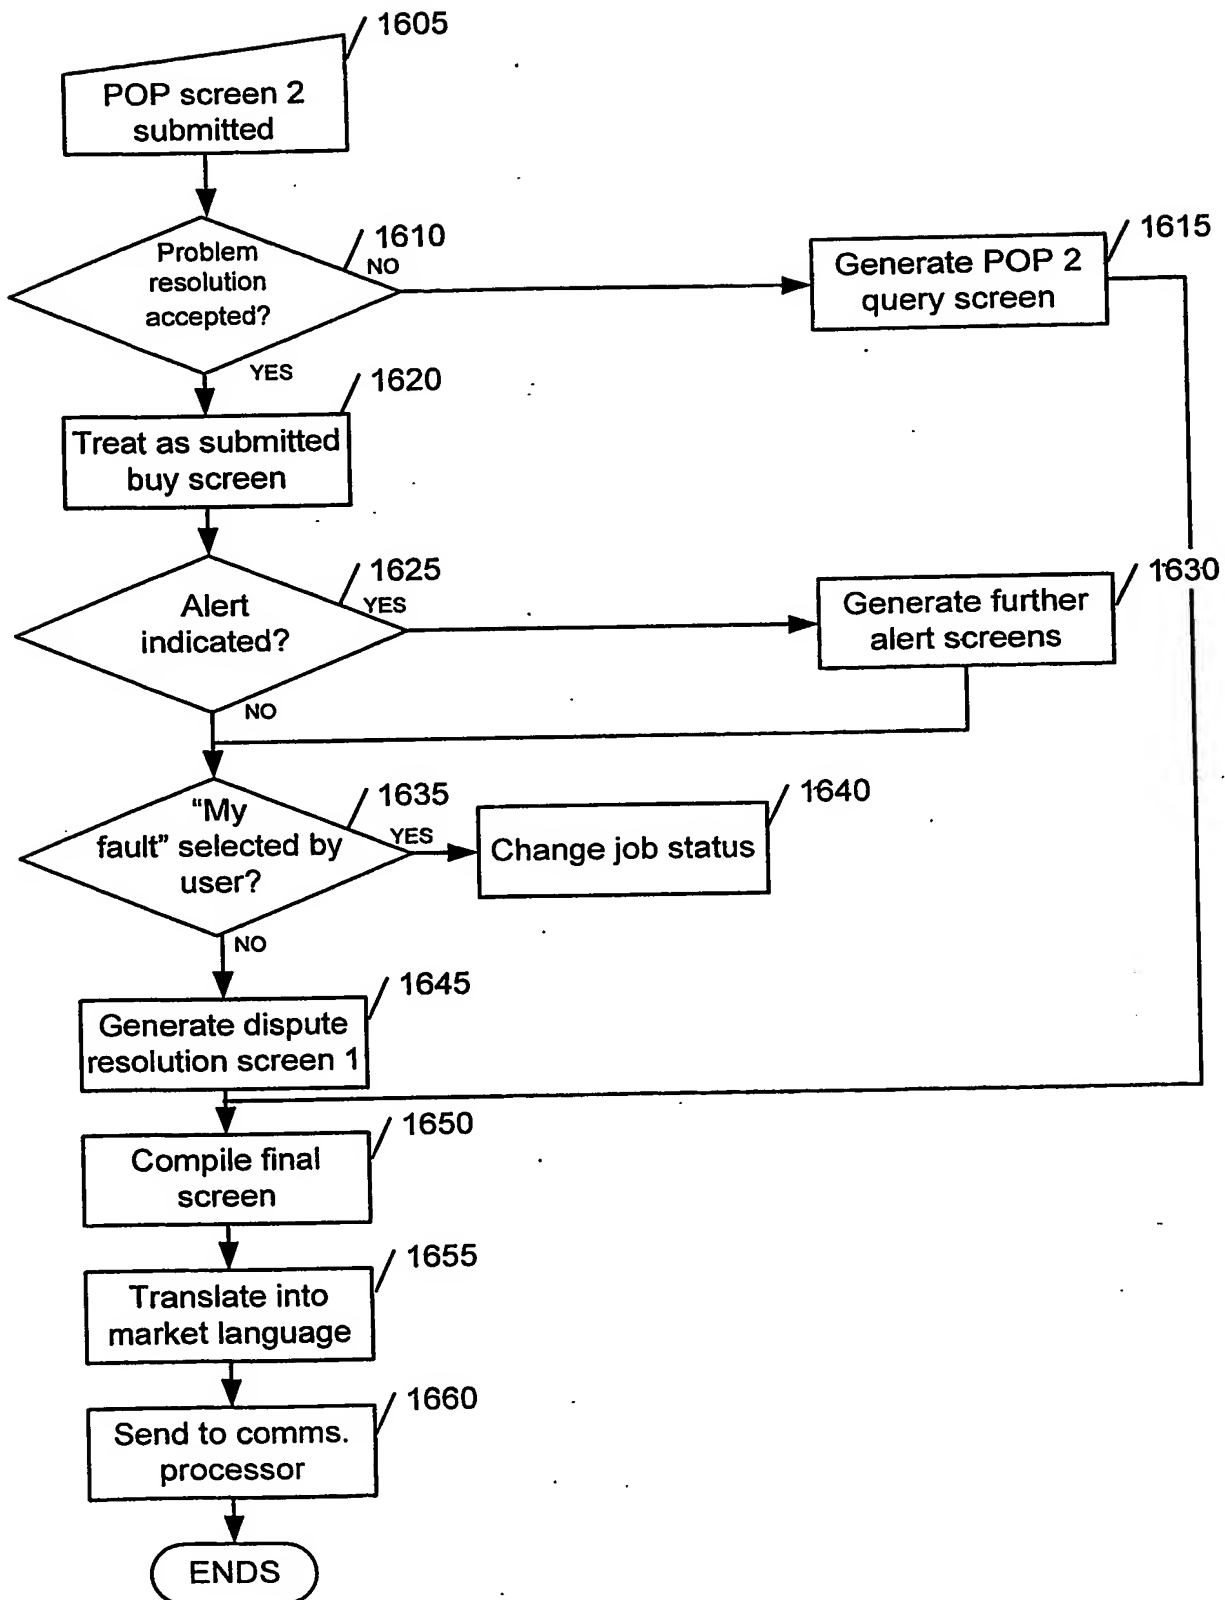 1605
POP screen 2
submitted
1610
Problem
resolution
accepted?
NO
1615
Generate POP 2
query screen
YES
1620
Treat as submitted
buy screen
1625
Alert
indicated?
YES
1630
Generate further
alert screens
NO
1635
“My
fault” selected by
user?
YES
1640
Change job status
NO
1645
Generate dispute
resolution screen 1
1650
Compile final
screen
1655
Translate into
market language
1660
Send to comms.
processor
ENDS